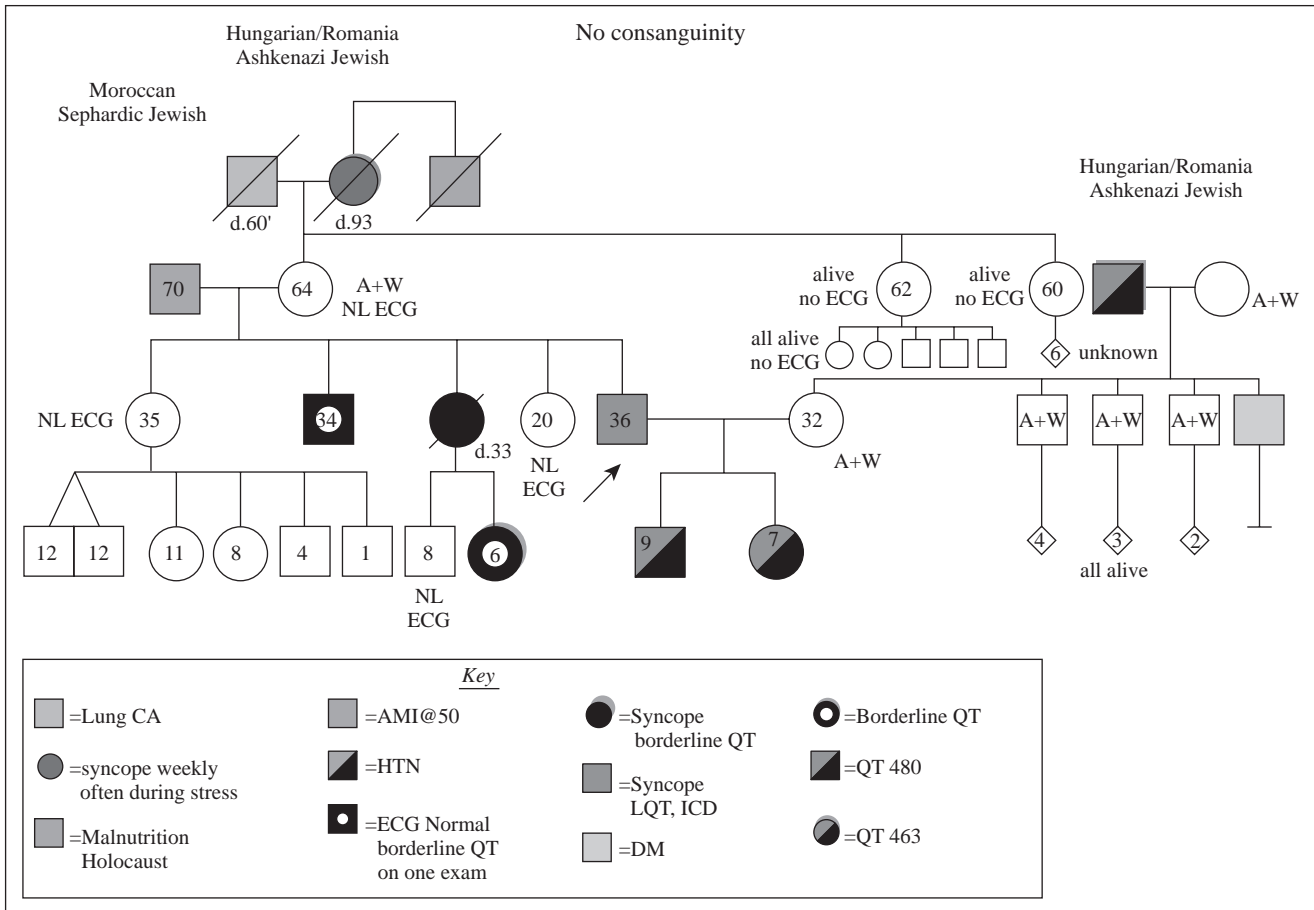 Hungarian/Romania
Ashkenazi Jewish
No consanguinity
Moroccan
Sephardic Jewish
Hungarian/Romania
Ashkenazi Jewish
d.60'
d.93
70
64
A+W
NL ECG
alive
no ECG
62
alive
no ECG
60
A+W
all alive
no ECG
6
unknown
NL ECG
35
34
d.33
20
NL
ECG
36
32
A+W
A+W
A+W
A+W
12
12
11
8
4
1
8
NL
ECG
6
9
7
4
3
2
all alive
Key
=Lung CA
=AMI@50
=Syncope
borderline QT
=Borderline QT
=syncope weekly
often during stress
=HTN
=Syncope
LQT, ICD
=QT 480
=Malnutrition
Holocaust
=ECG Normal
borderline QT
on one exam
=DM
=QT 463